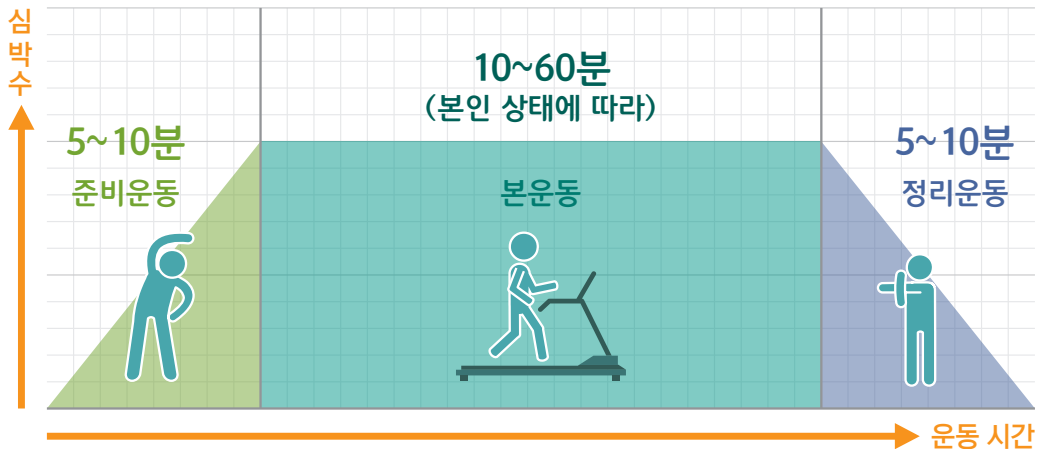 심박수
10~60분
(본인 상태에 따라)
5~10분
준비운동
본운동
5~10분
정리운동
운동 시간